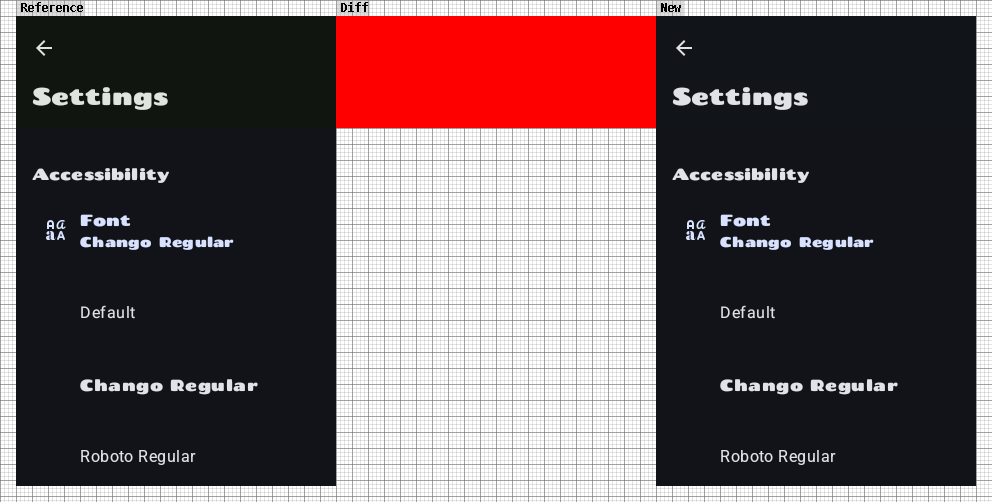 Reference
Diff
New
Settings
Accessibility
Font
Chango Regular
Default
Chango Regular
Roboto Regular
Settings
Accessibility
Font
Chango Regular
Default
Chango Regular
Roboto Regular